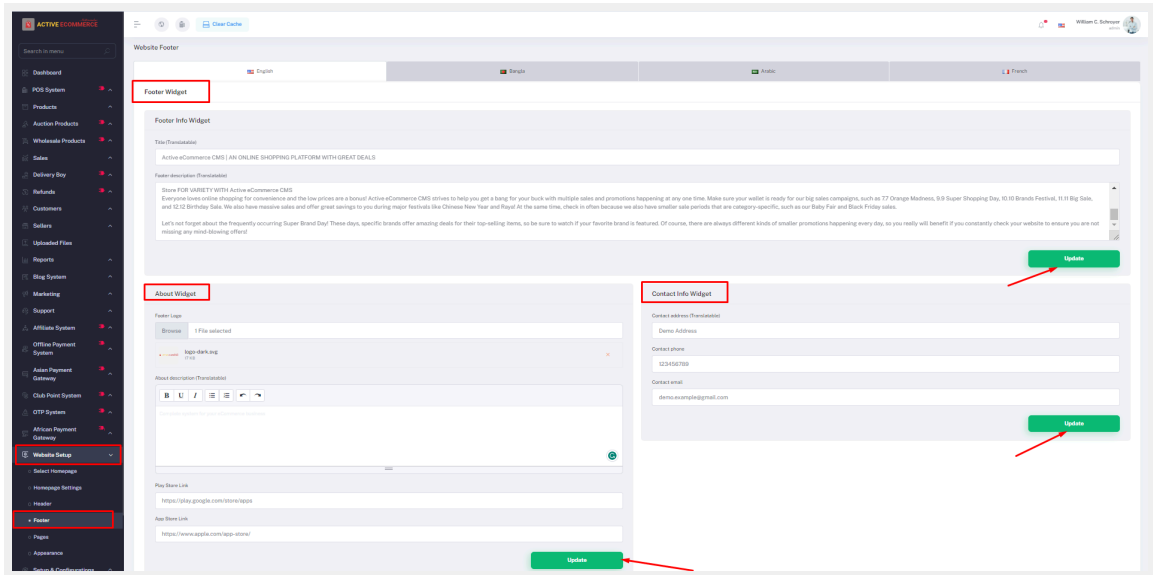 ACTIVE ECOMMERCE
Clear Cache
William C. Schroyer
admin
Search in menu
Dashboard
POS System
Products
Auction Products
Wholesale Products
Sales
Delivery Boy
Refunds
Customers
Sellers
Uploaded Files
Reports
Blog System
Marketing
Support
Affiliate System
Offline Payment
System
Asian Payment
Gateway
Club Point System
OTP System
African Payment
Gateway
Website Setup
Select Homepage
Homepage Settings
Header
Footer
Pages
Appearance
Setup & Configurations
Website Footer
English
Bangla
Arabic
French
Footer Widget
Footer Info Widget
Title (Translatable)
Active eCommerce CMS | AN ONLINE SHOPPING PLATFORM WITH GREAT DEALS
Footer description (Translatable)
Store FOR VARIETY WITH Active eCommerce CMS
Everyone loves online shopping for convenience and the low prices are a bonus! Active eCommerce CMS strives to help you get a bang for your buck with multiple sales and promotions happening at any one time. Make sure your wallet is ready for our big sales campaigns, such as 7.7 Orange Madness, 9.9 Super Shopping Day, 10.10 Brands Festival, 11.11 Big Sale,
and 12.12 Birthday Sale. We also have massive sales and offer great savings to you during major festivals like Chinese New Year and Raya! At the same time, check in often because we also have smaller sale periods that are category-specific, such as our Baby Fair and Black Friday sales.
Let's not forget about the frequently occurring Super Brand Day! These days, specific brands offer amazing deals for their top-selling items, so be sure to watch if your favorite brand is featured. Of course, there are always different kinds of smaller promotions happening every day, so you really will benefit if you constantly check your website to ensure you are not
missing any mind-blowing offers!
Update
About Widget
Footer Logo
Browse 1 File selected
logo-dark.svg
About description (Translatable)
B U I
Play Store Link
https://play.google.com/store/apps
App Store Link
https://www.apple.com/app-store/
Update
Contact Info Widget
Contact address (Translatable)
Demo Address
Contact phone
123456789
Contact email
demo.example@gmail.com
Update